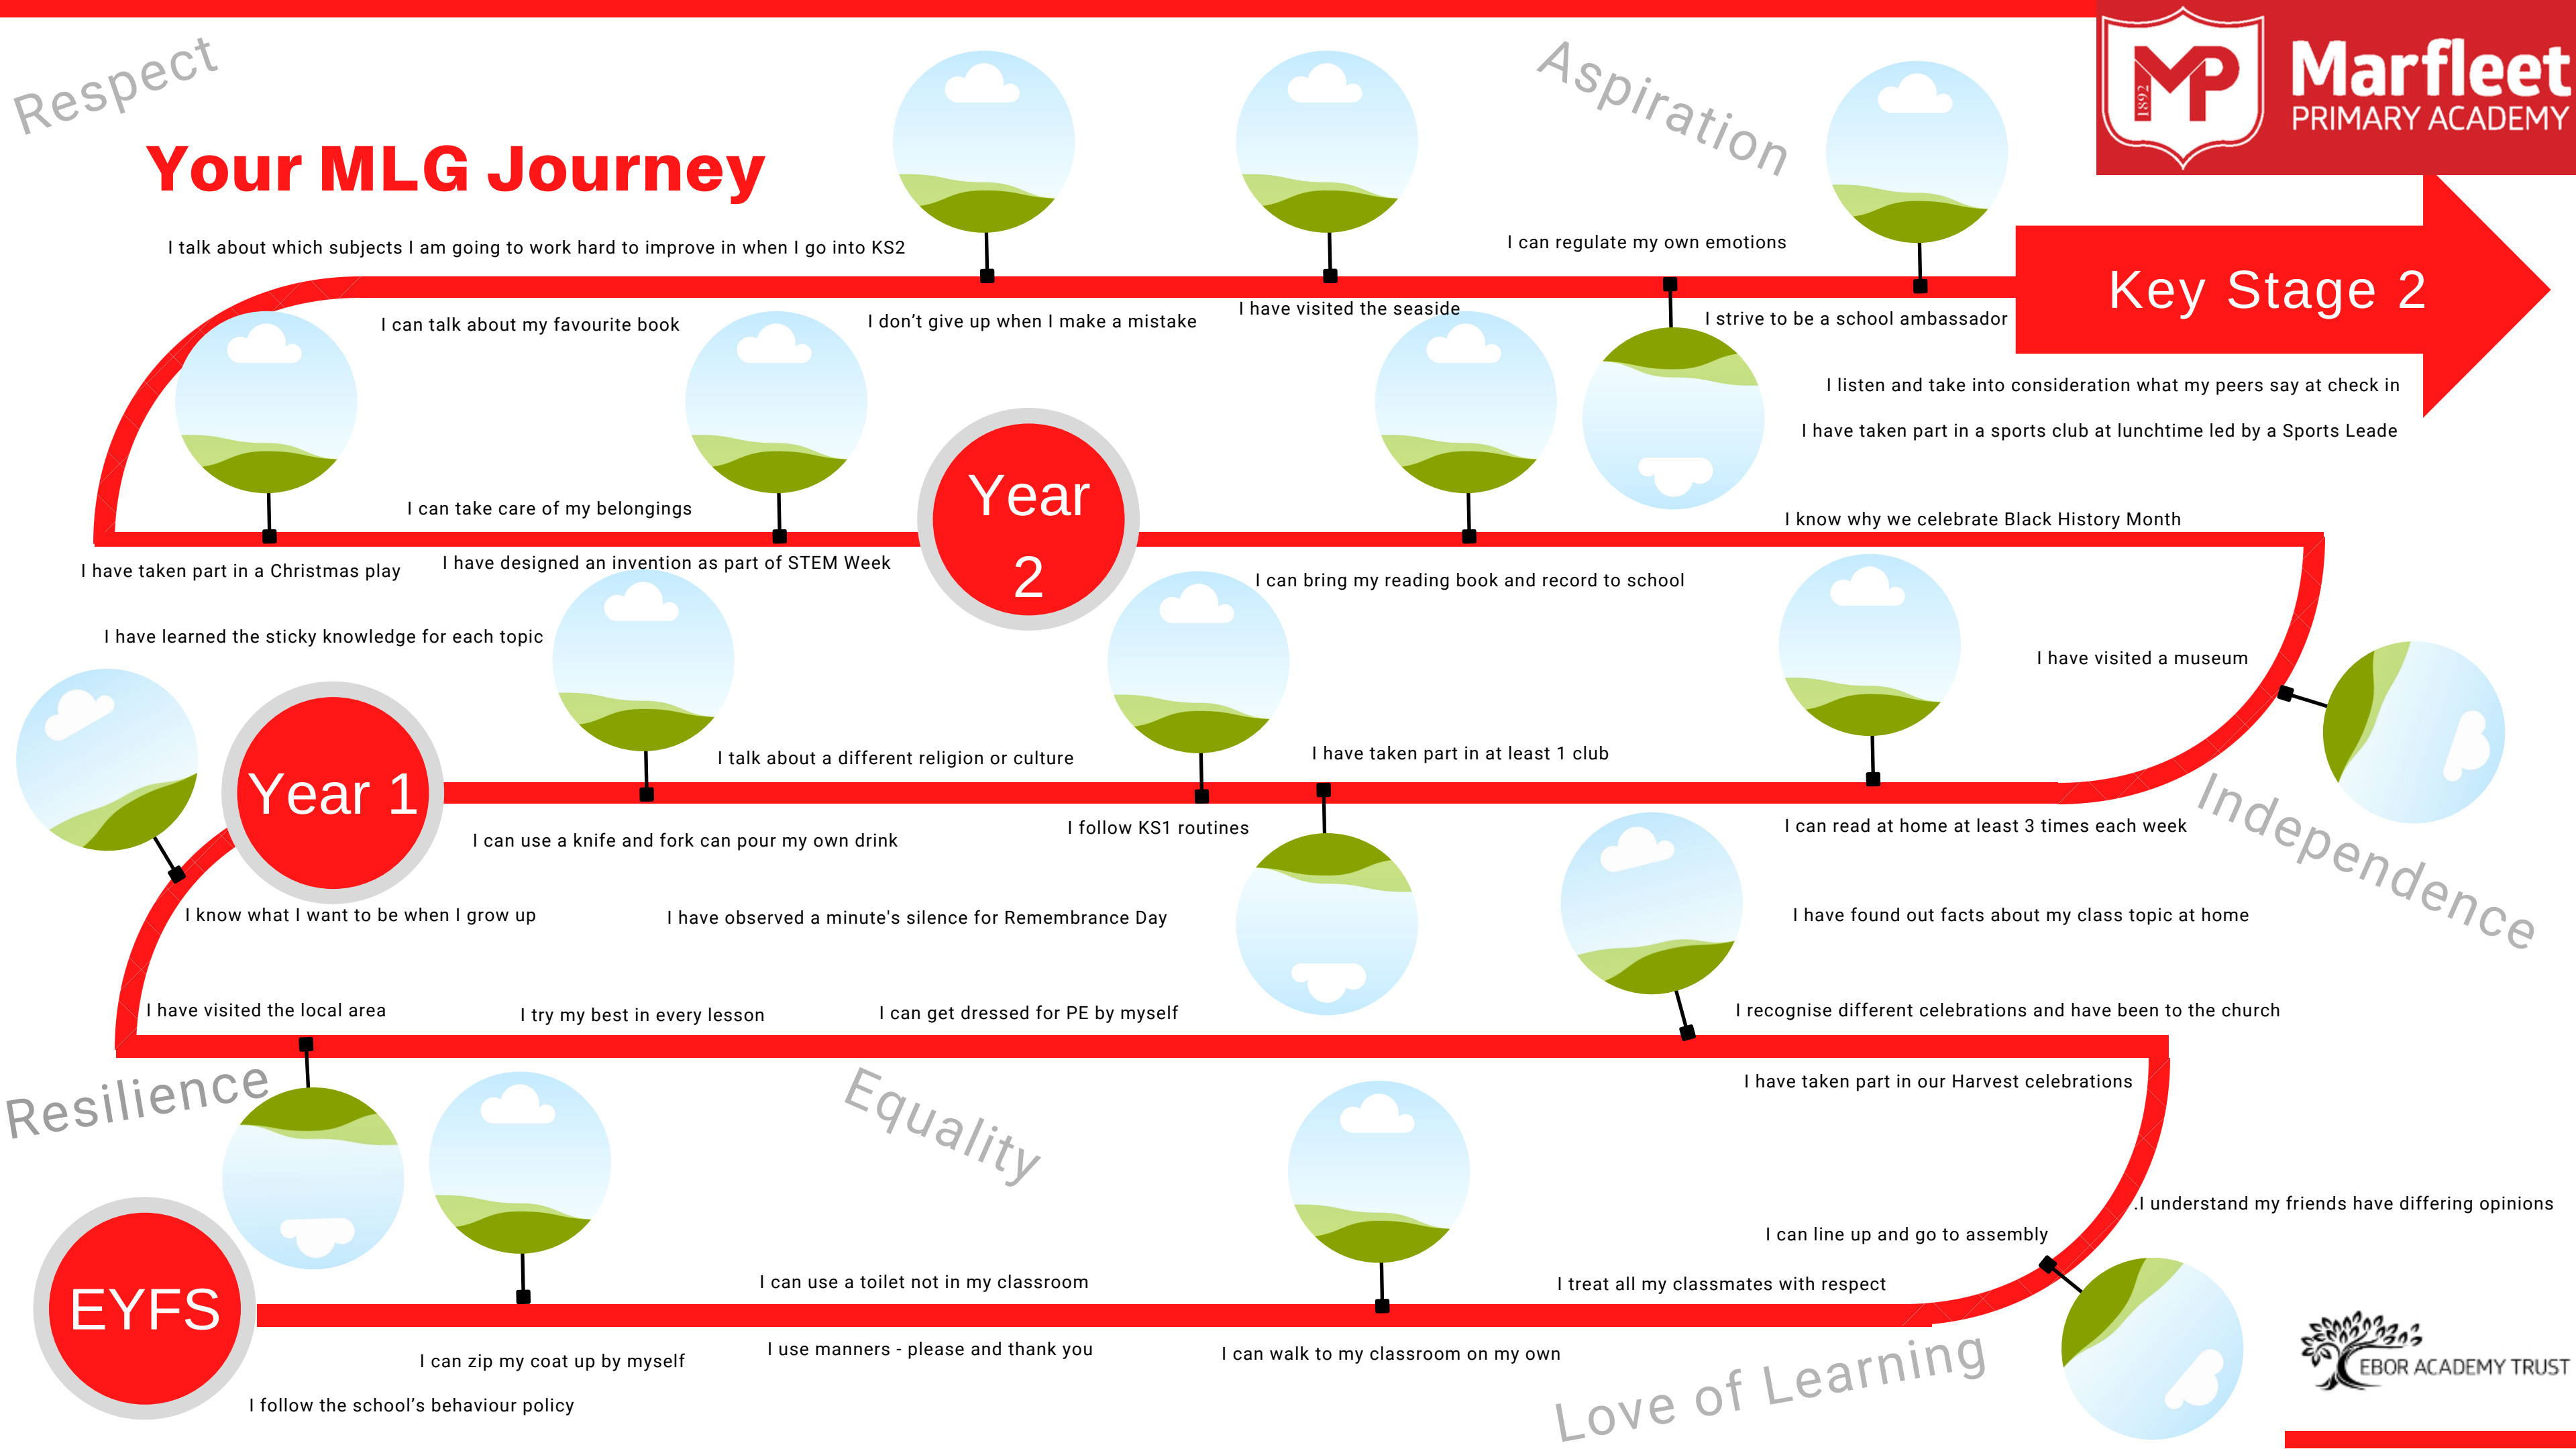 Respect
Aspiration
1892
MP
Marfleet
PRIMARY ACADEMY
Your MLG Journey
I talk about which subjects I am going to work hard to improve in when I go into KS2
I can regulate my own emotions
Key Stage 2
I can talk about my favourite book
I don’t give up when I make a mistake
I have visited the seaside
I strive to be a school ambassador
I listen and take into consideration what my peers say at check in
I have taken part in a sports club at lunchtime led by a Sports Leade
Year
2
I can take care of my belongings
I know why we celebrate Black History Month
I have taken part in a Christmas play
I have designed an invention as part of STEM Week
I can bring my reading book and record to school
I have learned the sticky knowledge for each topic
I have visited a museum
Year 1
I talk about a different religion or culture
I have taken part in at least 1 club
Independence
I can use a knife and fork can pour my own drink
I follow KS1 routines
I can read at home at least 3 times each week
I know what I want to be when I grow up
I have observed a minute's silence for Remembrance Day
I have found out facts about my class topic at home
I have visited the local area
I try my best in every lesson
I can get dressed for PE by myself
I recognise different celebrations and have been to the church
Resilience
Equality
I have taken part in our Harvest celebrations
.I understand my friends have differing opinions
I can line up and go to assembly
EYFS
I can use a toilet not in my classroom
I treat all my classmates with respect
I can zip my coat up by myself
I use manners - please and thank you
I can walk to my classroom on my own
Love of Learning
EBOR ACADEMY TRUST
I follow the school’s behaviour policy